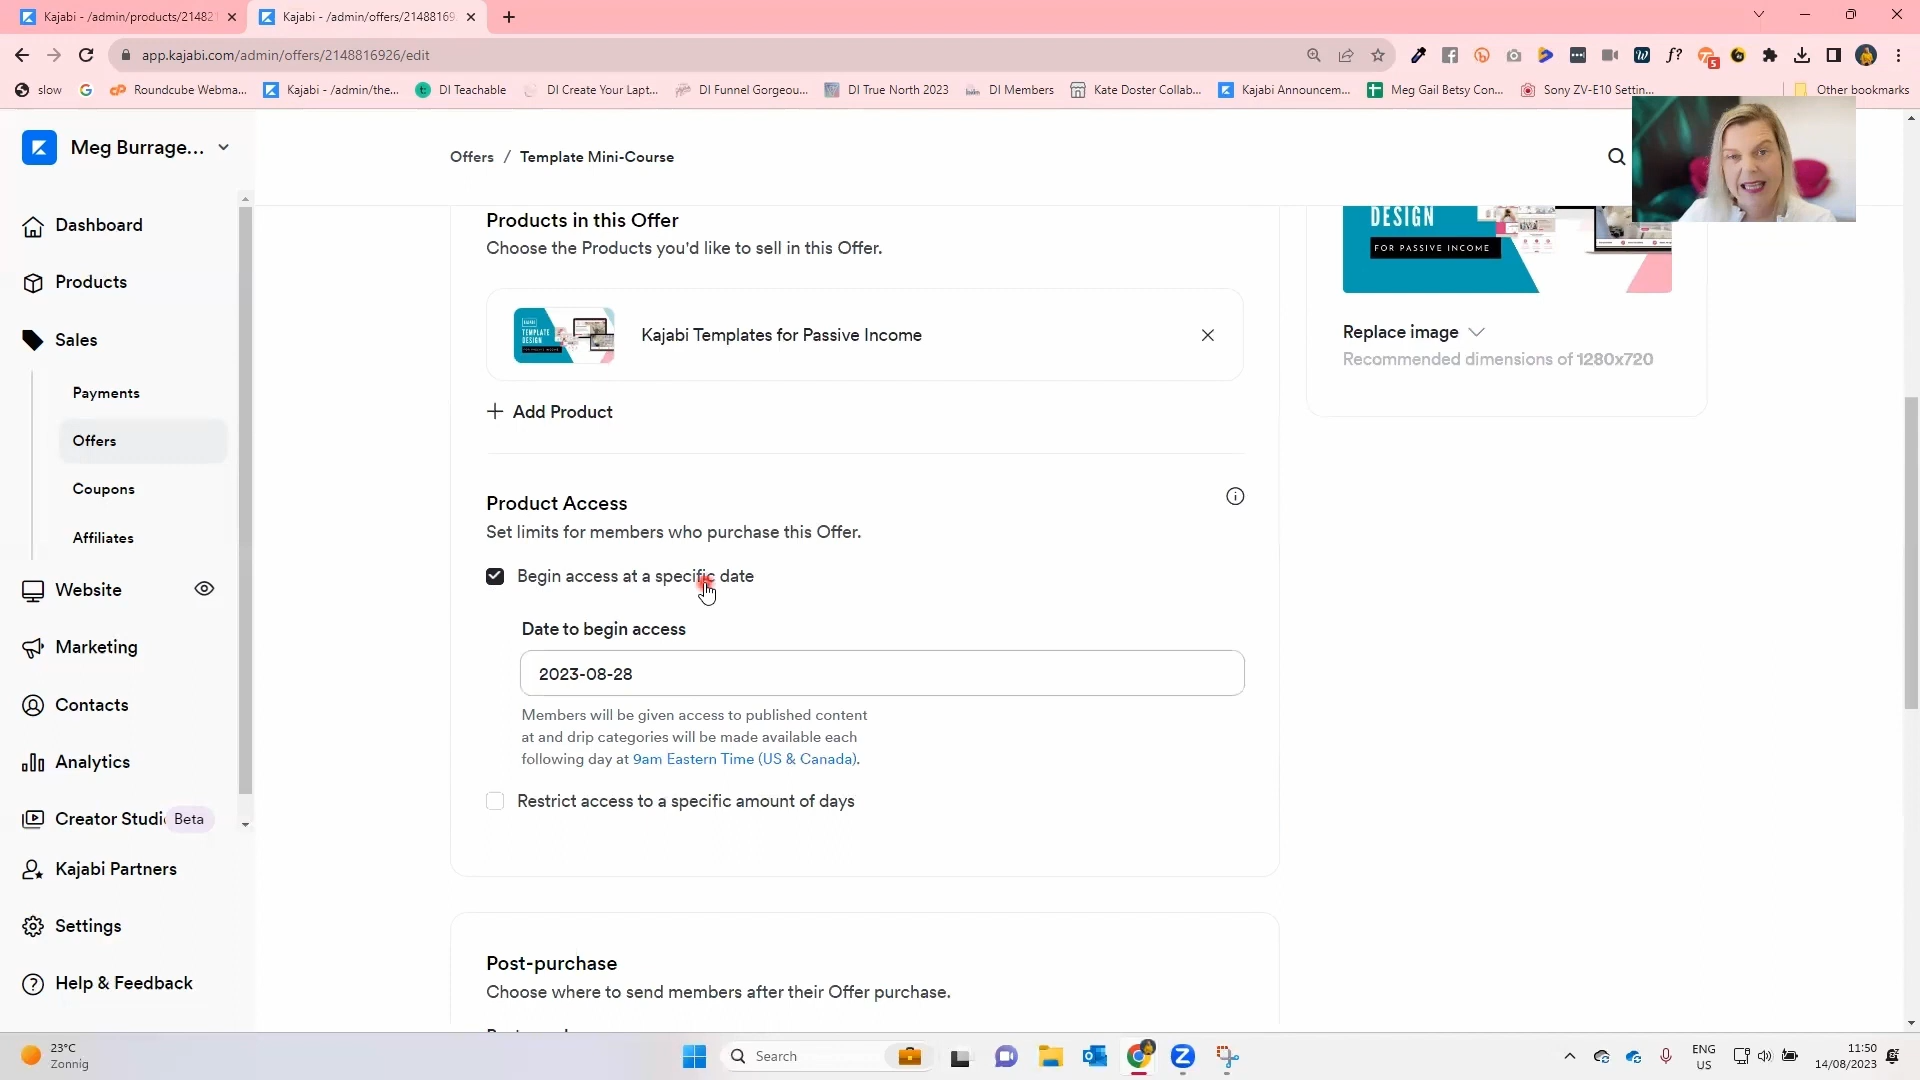 Kajabi - /admin/products/21482
Kajabi - /admin/offers/21488169
app.kajabi.com/admin/offers/2148816926/edit
f?
5
slow
Roundcube Webma...
Kajabi - /admin/the...
DI Teachable
DI Create Your Lapt...
DI Funnel Gorgeou...
DI True North 2023
DI Members
Kate Doster Collab...
Kajabi Announcem...
Meg Gail Betsy Con...
Sony ZV-E10 Settin...
Other bookmarks
Meg Burrage...
Offers / Template Mini-Course
Dashboard
Products
Sales
Payments
Offers
Coupons
Affiliates
Website
Marketing
Contacts
Analytics
Creator Studi
Beta
Kajabi Partners
Settings
Help & Feedback
Products in this Offer
Choose the Products you'd like to sell in this Offer.
TEMPLATE
DESIGN
Kajabi Templates for Passive Income
Add Product
Product Access
Set limits for members who purchase this Offer.
Begin access at a specific date
Date to begin access
2023-08-28
Members will be given access to published content
at and drip categories will be made available each
following day at 9am Eastern Time (US & Canada).
Restrict access to a specific amount of days
Post-purchase
Choose where to send members after their Offer purchase.
DESIGN
FOR PASSIVE INCOME
Replace image
Recommended dimensions of 1280x720
23°C
Zonnig
Search
ENG
US
11:50
14/08/2023